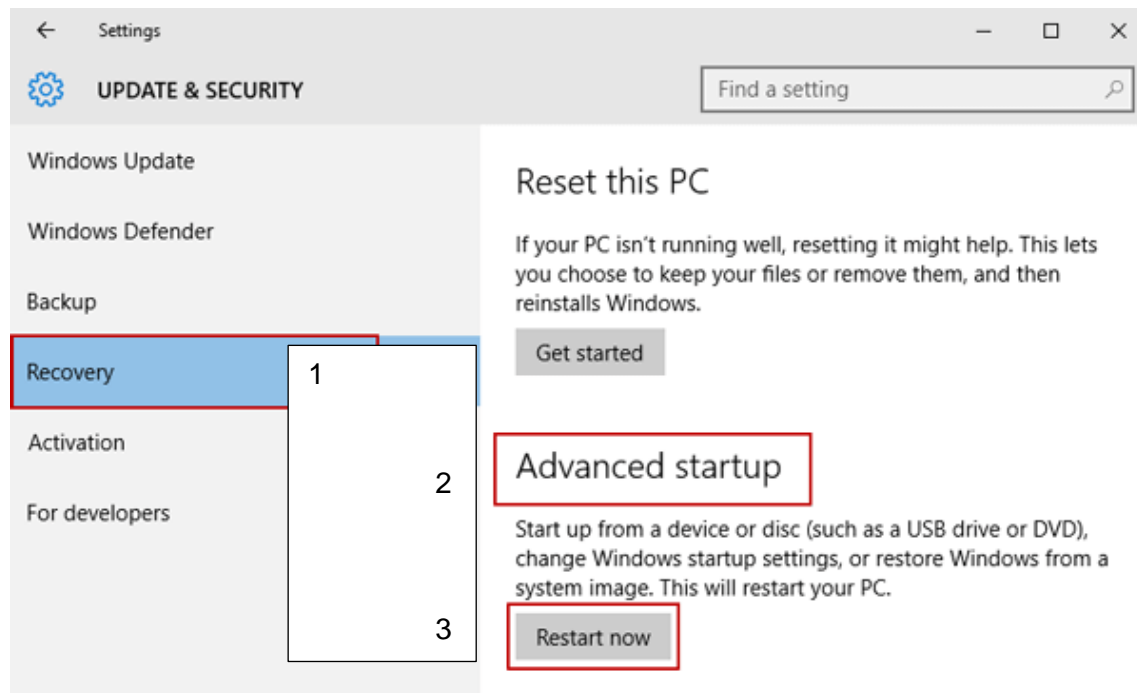 Settings
UPDATE & SECURITY
Find a setting
Windows Update
Windows Defender
Backup
Recovery
Activation
For developers
1
2
3
Reset this PC
If your PC isn't running well, resetting it might help. This lets
you choose to keep your files or remove them, and then
reinstalls Windows.
Get started
Advanced startup
Start up from a device or disc (such as a USB drive or DVD),
change Windows startup settings, or restore Windows from a
system image. This will restart your PC.
Restart now